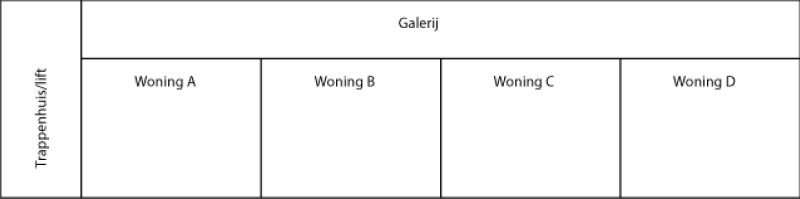 Galerij
Trappenhuis/lift
Woning A
Woning B
Woning C
Woning D